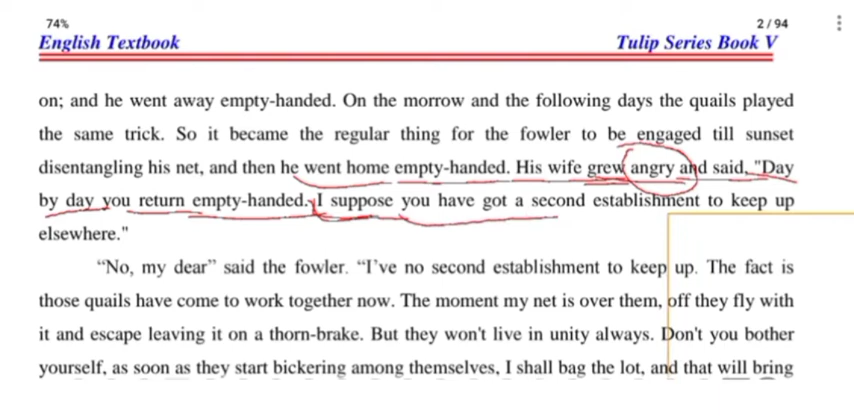 74%
2 / 94
English Textbook
Tulip Series Book V
on; and he went away empty-handed. On the morrow and the following days the quails played
the same trick. So it became the regular thing for the fowler to be engaged till sunset
disentangling his net, and then he went home empty-handed. His wife grew angry and said, "Day
by day you return empty-handed. I suppose you have got a second establishment to keep up
elsewhere."
“No, my dear” said the fowler. “I've no second establishment to keep up. The fact is
those quails have come to work together now. The moment my net is over them, off they fly with
it and escape leaving it on a thorn-brake. But they won't live in unity always. Don't you bother
yourself, as soon as they start bickering among themselves, I shall bag the lot, and that will bring